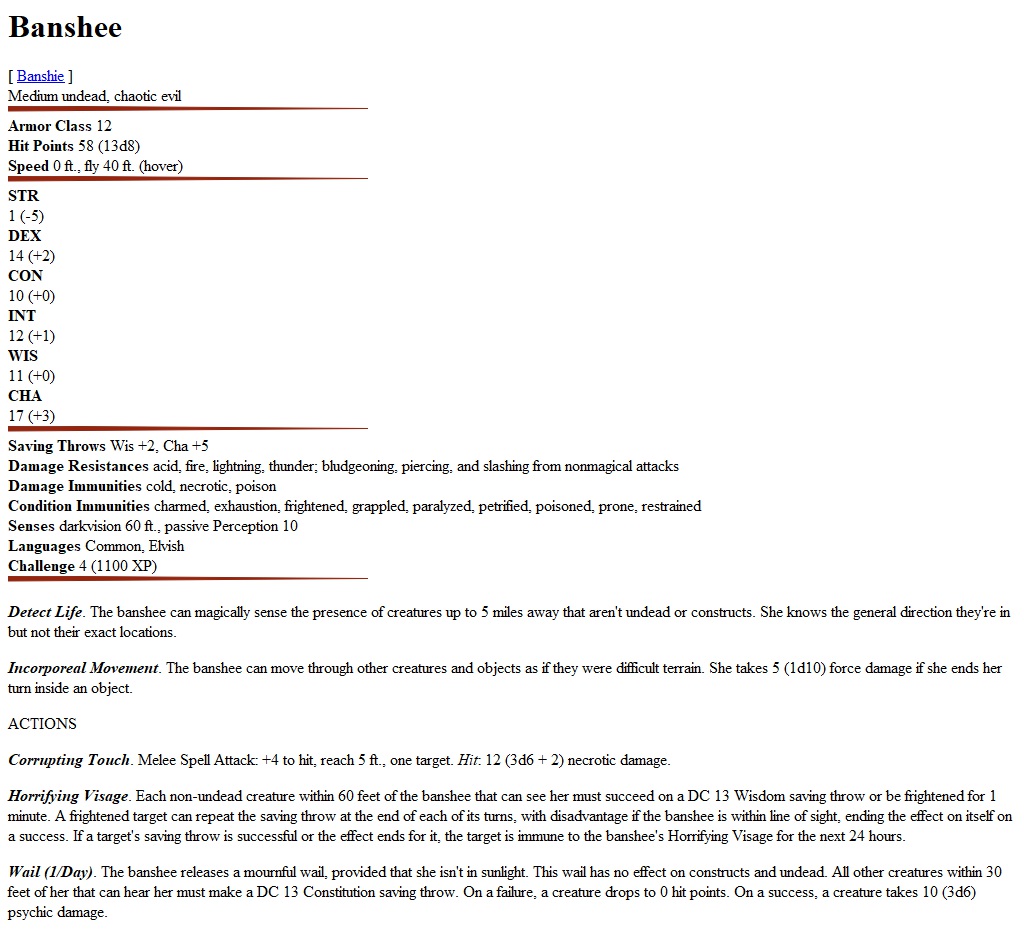 Banshee
[ Banshie ]
Medium undead, chaotic evil
Armor Class 12
Hit Points 58 (13d8)
Speed 0 ft., fly 40 ft. (hover)
STR
1 (-5)
DEX
14 (+2)
CON
10 (+0)
INT
12 (+1)
WIS
11 (+0)
CHA
17 (+3)
Saving Throws Wis +2, Cha +5
Damage Resistances acid, fire, lightning, thunder; bludgeoning, piercing, and slashing from nonmagical attacks
Damage Immunities cold, necrotic, poison
Condition Immunities charmed, exhaustion, frightened, grappled, paralyzed, petrified, poisoned, prone, restrained
Senses darkvision 60 ft., passive Perception 10
Languages Common, Elvish
Challenge 4 (1100 XP)
Detect Life. The banshee can magically sense the presence of creatures up to 5 miles away that aren't undead or constructs. She knows the general direction they're in
but not their exact locations.
Incorporeal Movement. The banshee can move through other creatures and objects as if they were difficult terrain. She takes 5 (1d10) force damage if she ends her
turn inside an object.
ACTIONS
Corrupting Touch. Melee Spell Attack: +4 to hit, reach 5 ft., one target. Hit: 12 (3d6 + 2) necrotic damage.
Horrifying Visage. Each non-undead creature within 60 feet of the banshee that can see her must succeed on a DC 13 Wisdom saving throw or be frightened for 1
minute. A frightened target can repeat the saving throw at the end of each of its turns, with disadvantage if the banshee is within line of sight, ending the effect on itself on
a success. If a target's saving throw is successful or the effect ends for it, the target is immune to the banshee's Horrifying Visage for the next 24 hours.
Wail (1/Day). The banshee releases a mournful wail, provided that she isn't in sunlight. This wail has no effect on constructs and undead. All other creatures within 30
feet of her that can hear her must make a DC 13 Constitution saving throw. On a failure, a creature drops to 0 hit points. On a success, a creature takes 10 (3d6)
psychic damage.